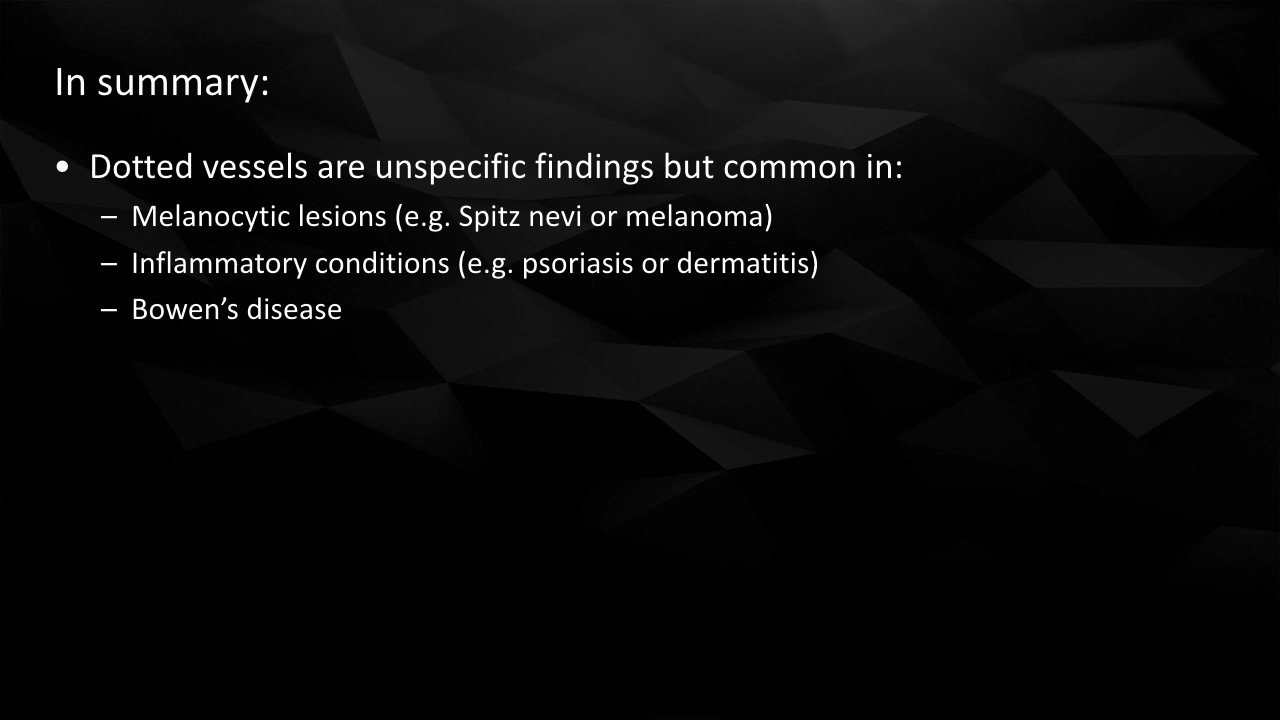 In summary:
• Dotted vessels are unspecific findings but common in:
– Melanocytic lesions (e.g. Spitz nevi or melanoma)
– Inflammatory conditions (e.g. psoriasis or dermatitis)
– Bowen’s disease